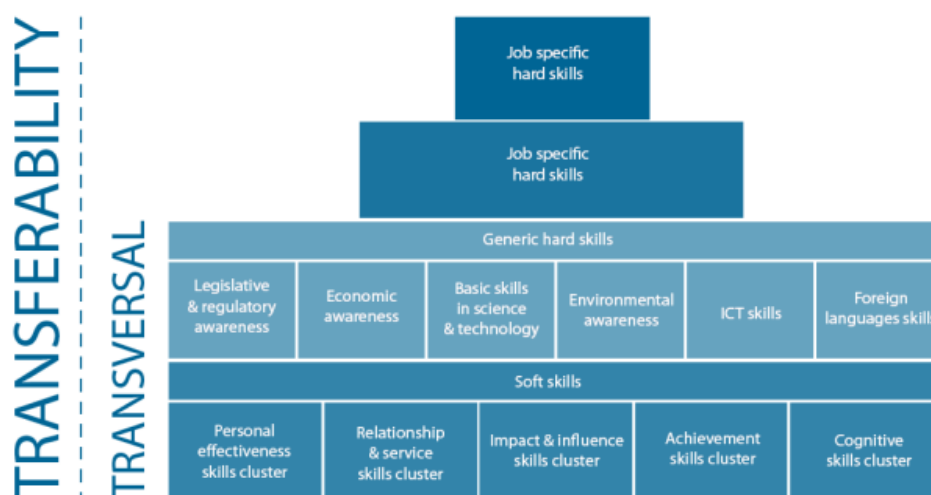 TRANSFERABILITY
TRANSVERSAL
Job specific
hard skills
Job specific
hard skills
Generic hard skills
Legislative
& regulatory
awareness
Economic
awareness
Basic skills
in science
& technology
Environmental
awareness
ICT skills
Foreign
languages skills
Soft skills
Personal
effectiveness
skills cluster
Relationship
& service
skills cluster
Impact & influence
skills cluster
Achievement
skills cluster
Cognitive
skills cluster